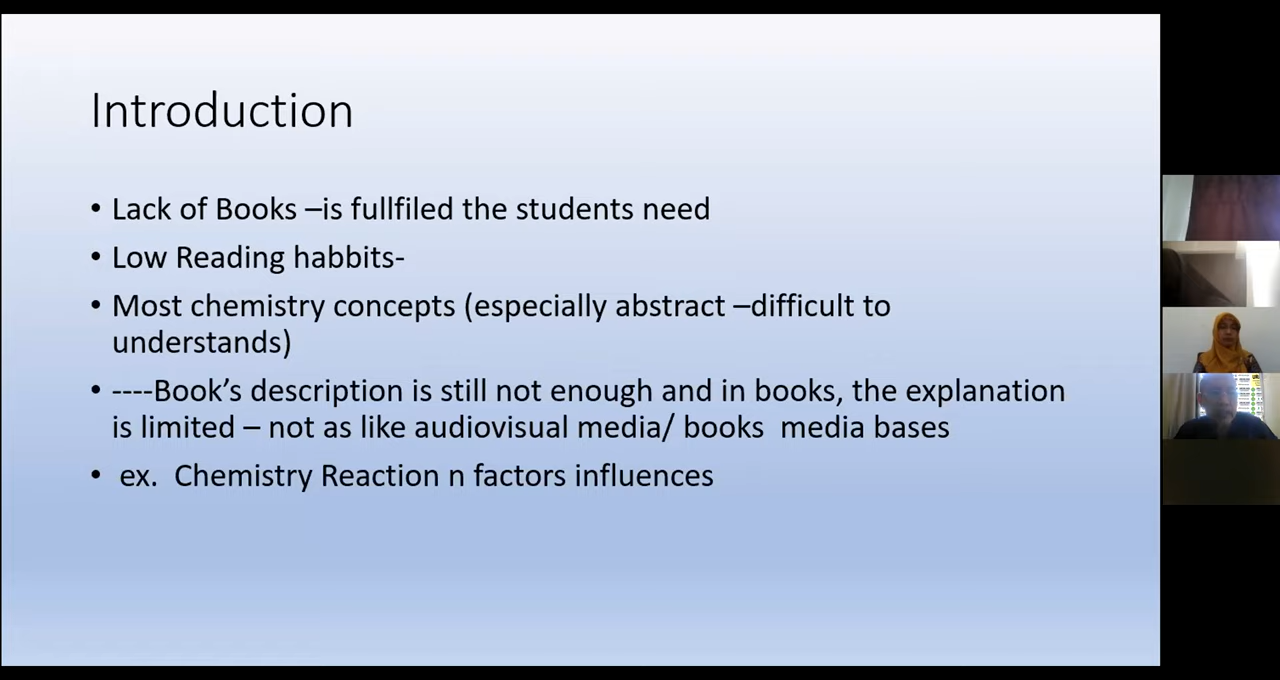 Introduction
• Lack of Books –is fullfiled the students need
• Low Reading habbits-
• Most chemistry concepts (especially abstract –difficult to
understands)
• ----Book's description is still not enough and in books, the explanation
is limited – not as like audiovisual media/ books  media bases
• ex.  Chemistry Reaction n factors influences